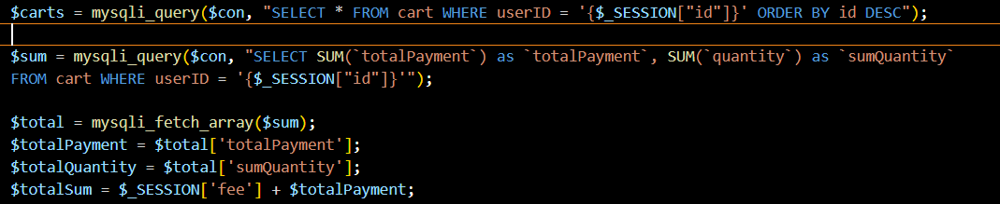 $carts = mysqli_query($con, "SELECT * FROM cart WHERE userID = '{$_SESSION["id"]}' ORDER BY id DESC");
$sum = mysqli_query($con, "SELECT SUM(`totalPayment`) as `totalPayment`, SUM(`quantity`) as `sumQuantity`
FROM cart WHERE userID = '{$_SESSION["id"]}'");
$total = mysqli_fetch_array($sum);
$totalPayment = $total['totalPayment'];
$totalQuantity = $total['sumQuantity'];
$totalSum = $_SESSION['fee'] + $totalPayment;